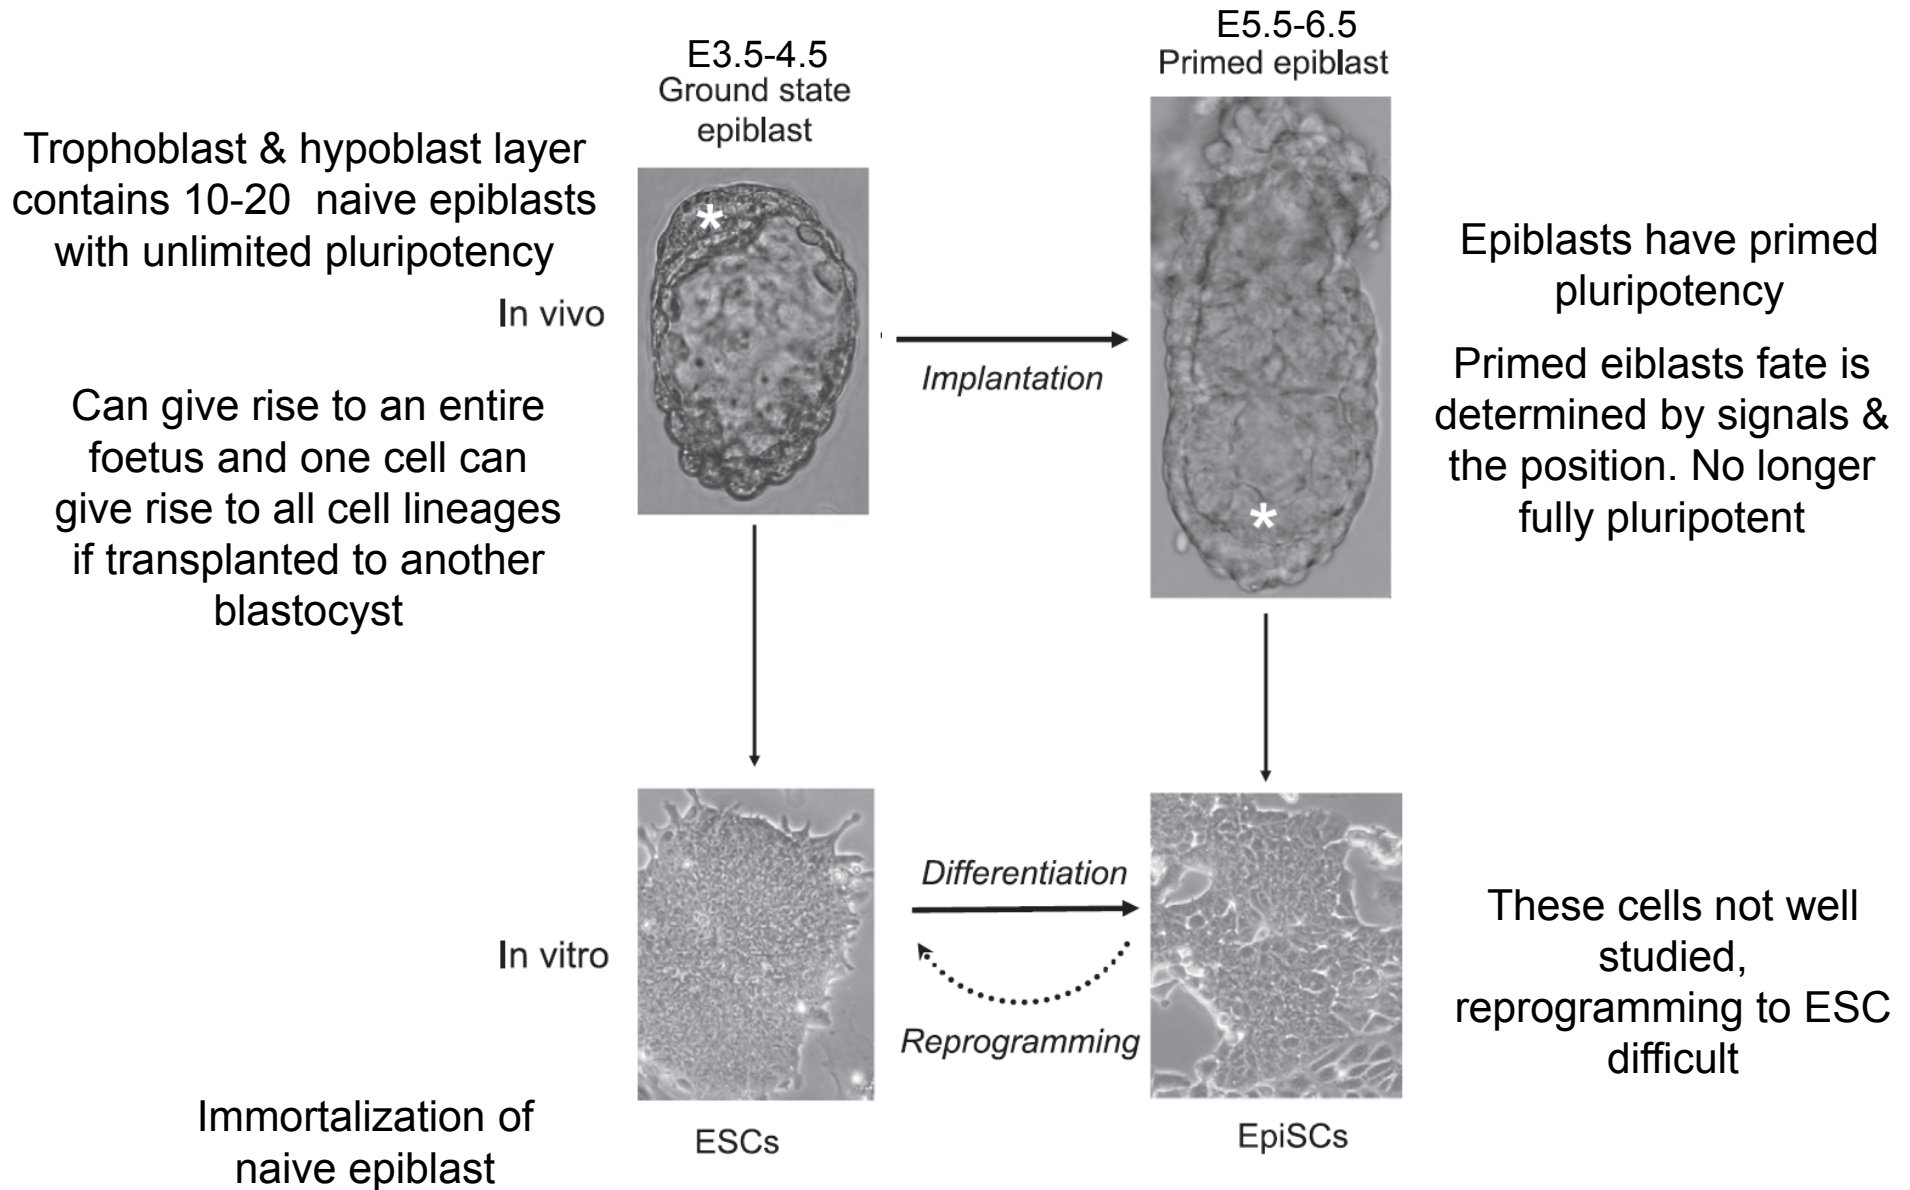 E3.5-4.5
Ground state
epiblast
E5.5-6.5
Primed epiblast
Trophoblast & hypoblast layer
contains 10-20 naive epiblasts
with unlimited pluripotency
In vivo
Can give rise to an entire
foetus and one cell can
give rise to all cell lineages
if transplanted to another
blastocyst
*
Implantation
*
Epiblasts have primed
pluripotency
Primed eiblasts fate is
determined by signals &
the position. No longer
fully pluripotent
In vitro
Differentiation
Reprogramming
These cells not well
studied,
reprogramming to ESC
difficult
Immortalization of
naive epiblast
ESCs
EpiSCs